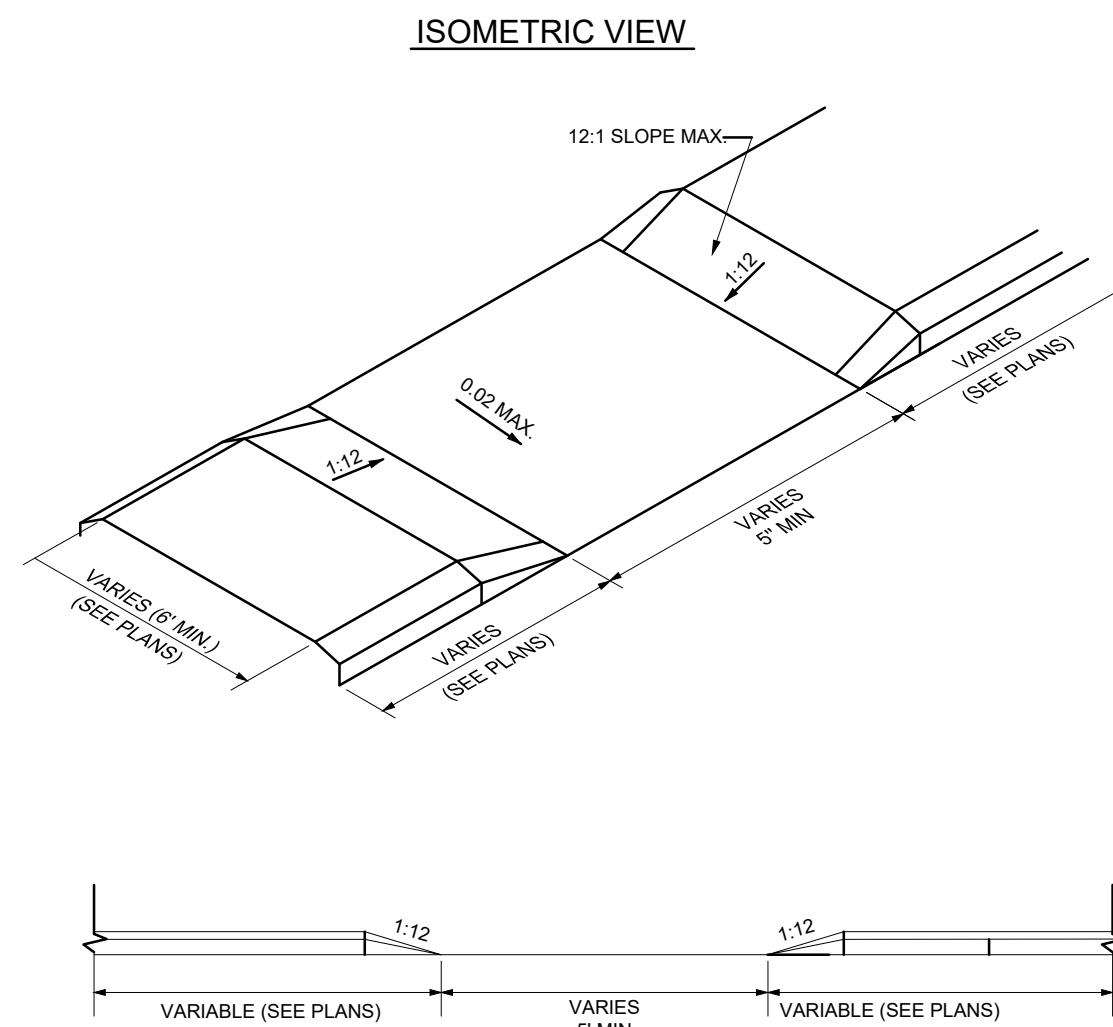 ISOMETRIC VIEW
12:1 SLOPE MAX.
1:12
VARIES
(SEE PLANS)
0.02 MAX.
1:12
VARIES
5" MIN
VARIES (6' MIN.)
(SEE PLANS)
VARIES
(SEE PLANS)
1:12
1:12
VARIABLE (SEE PLANS)
VARIES
5' MIN
VARIABLE (SEE PLANS)